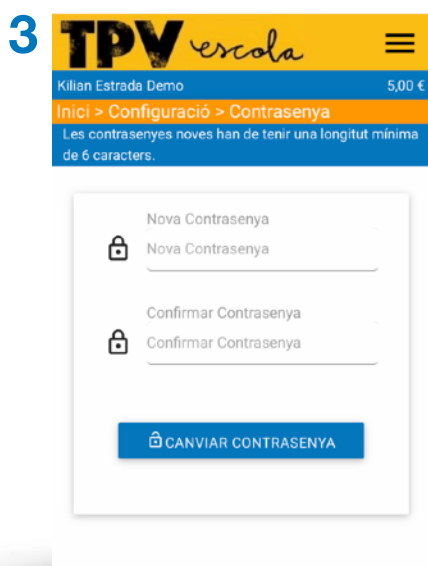 3
TPV escola
Kilian Estrada Demo 5,00 €
Inici > Configuració > Contrasenya
Les contrasenyes noves han de tenir una longitut mínima
de 6 caracters.
Nova Contrasenya
Nova Contrasenya
Confirmar Contrasenya
Confirmar Contrasenya
CANVIAR CONTRASENYA